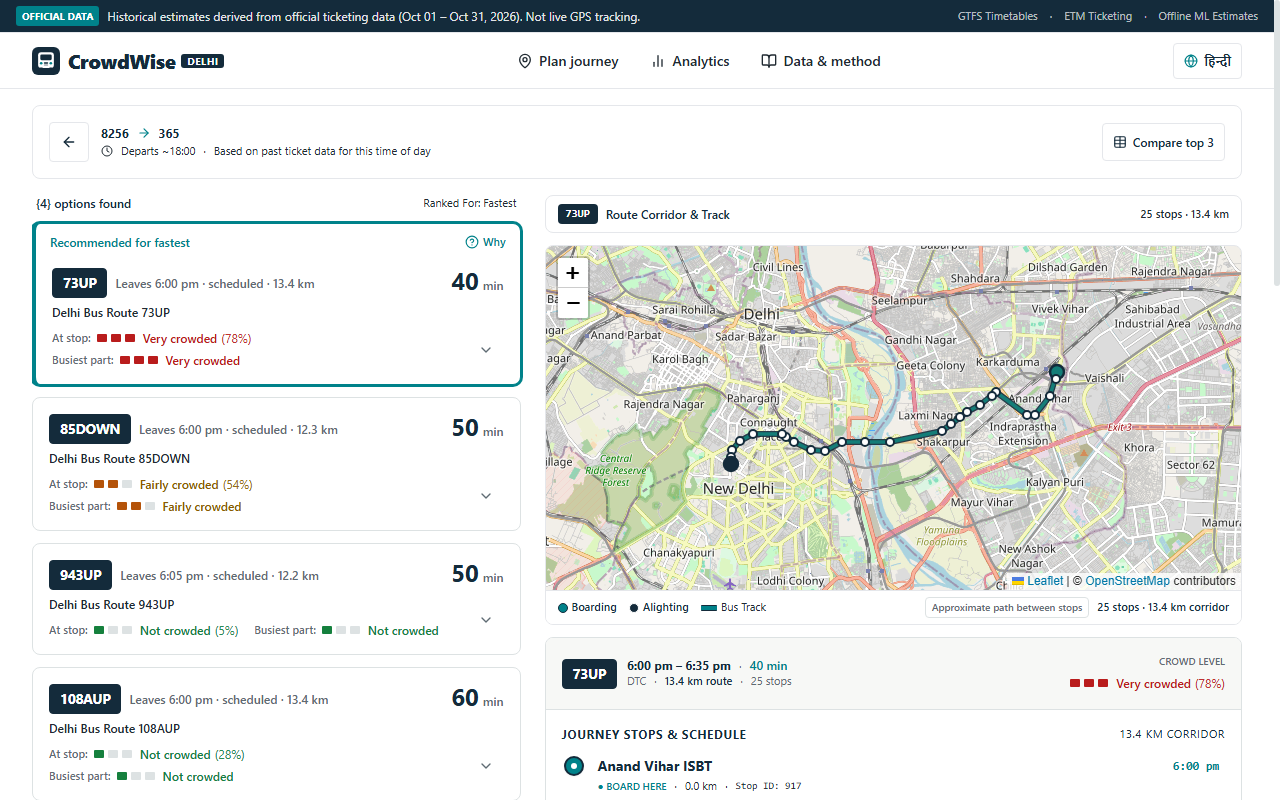 OFFICIAL DATA Historical estimates derived from official ticketing data (Oct 01 – Oct 31, 2026). Not live GPS tracking. GTFS Timetables · ETM Ticketing · Offline ML Estimates
CrowdWise DELHI Plan journey Analytics Data & method हिन्दी
8256 → 365
Departs ~18:00 · Based on past ticket data for this time of day
Compare top 3
{4} options found Ranked For: Fastest
Recommended for fastest Why
73UP Leaves 6:00 pm · scheduled · 13.4 km 40 min
Delhi Bus Route 73UP
At stop: Very crowded (78%)
Busiest part: Very crowded
85DOWN Leaves 6:00 pm · scheduled · 12.3 km 50 min
Delhi Bus Route 85DOWN
At stop: Fairly crowded (54%)
Busiest part: Fairly crowded
943UP Leaves 6:05 pm · scheduled · 12.2 km 50 min
Delhi Bus Route 943UP
At stop: Not crowded (5%) Busiest part: Not crowded
108AUP Leaves 6:00 pm · scheduled · 13.4 km 60 min
Delhi Bus Route 108AUP
At stop: Not crowded (28%)
Busiest part: Not crowded
73UP Route Corridor & Track 25 stops · 13.4 km
+
−
Civil Lines
Shahdara
Dilshad Garden
Rajendra Nagar
Seelampur
Sarai Rohilla
Delhi
Vivek Vihar
Sahibabad
Industrial Area
Vasundha
Anand Parbat
Sadar Bazar
Gandhi Nagar
Karol Bagh
Geeta Colony
Karkarduma
Vaishali
agar
Rajendra Nagar
Paharganj
Laxmi Nagar
Connaught
Place
Shakarpur
Indraprastha
Extension
Exit 3
Khora
Sector 62
village
Central
Ridge Reserve
Forest
New Delhi
Kalyan Puri
Mayur Vihar
Mamura
Yamuna
Floodplains
Chanakyapuri
New Ashok
Nagar
Lodhi Colony
Leaflet | © OpenStreetMap contributors
Boarding Alighting Bus Track Approximate path between stops 25 stops · 13.4 km corridor
73UP 6:00 pm – 6:35 pm · 40 min
DTC · 13.4 km route · 25 stops
CROWD LEVEL
Very crowded (78%)
JOURNEY STOPS & SCHEDULE 13.4 KM CORRIDOR
Anand Vihar ISBT 6:00 pm
• BOARD HERE · 0.0 km · Stop ID: 917